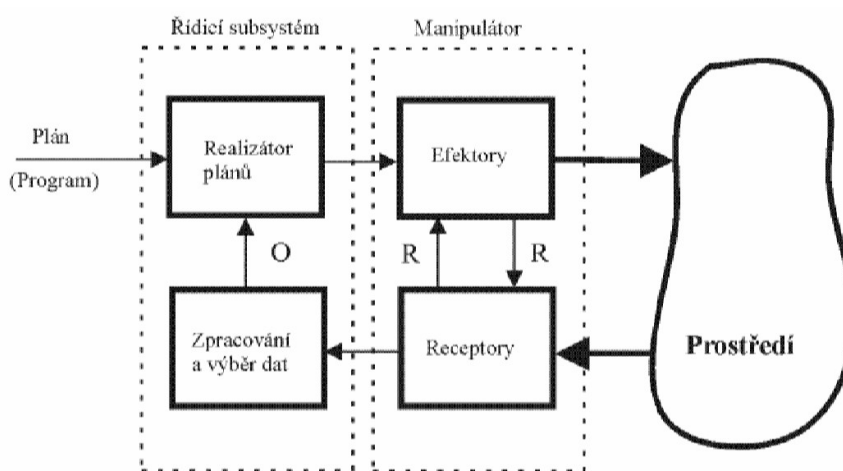 Řídicí subsystém
Manipulátor
Plán
(Program)
Realizátor
plánů
Efektory
O
R
R
Zpracování
a výběr dat
Receptory
Prostředí